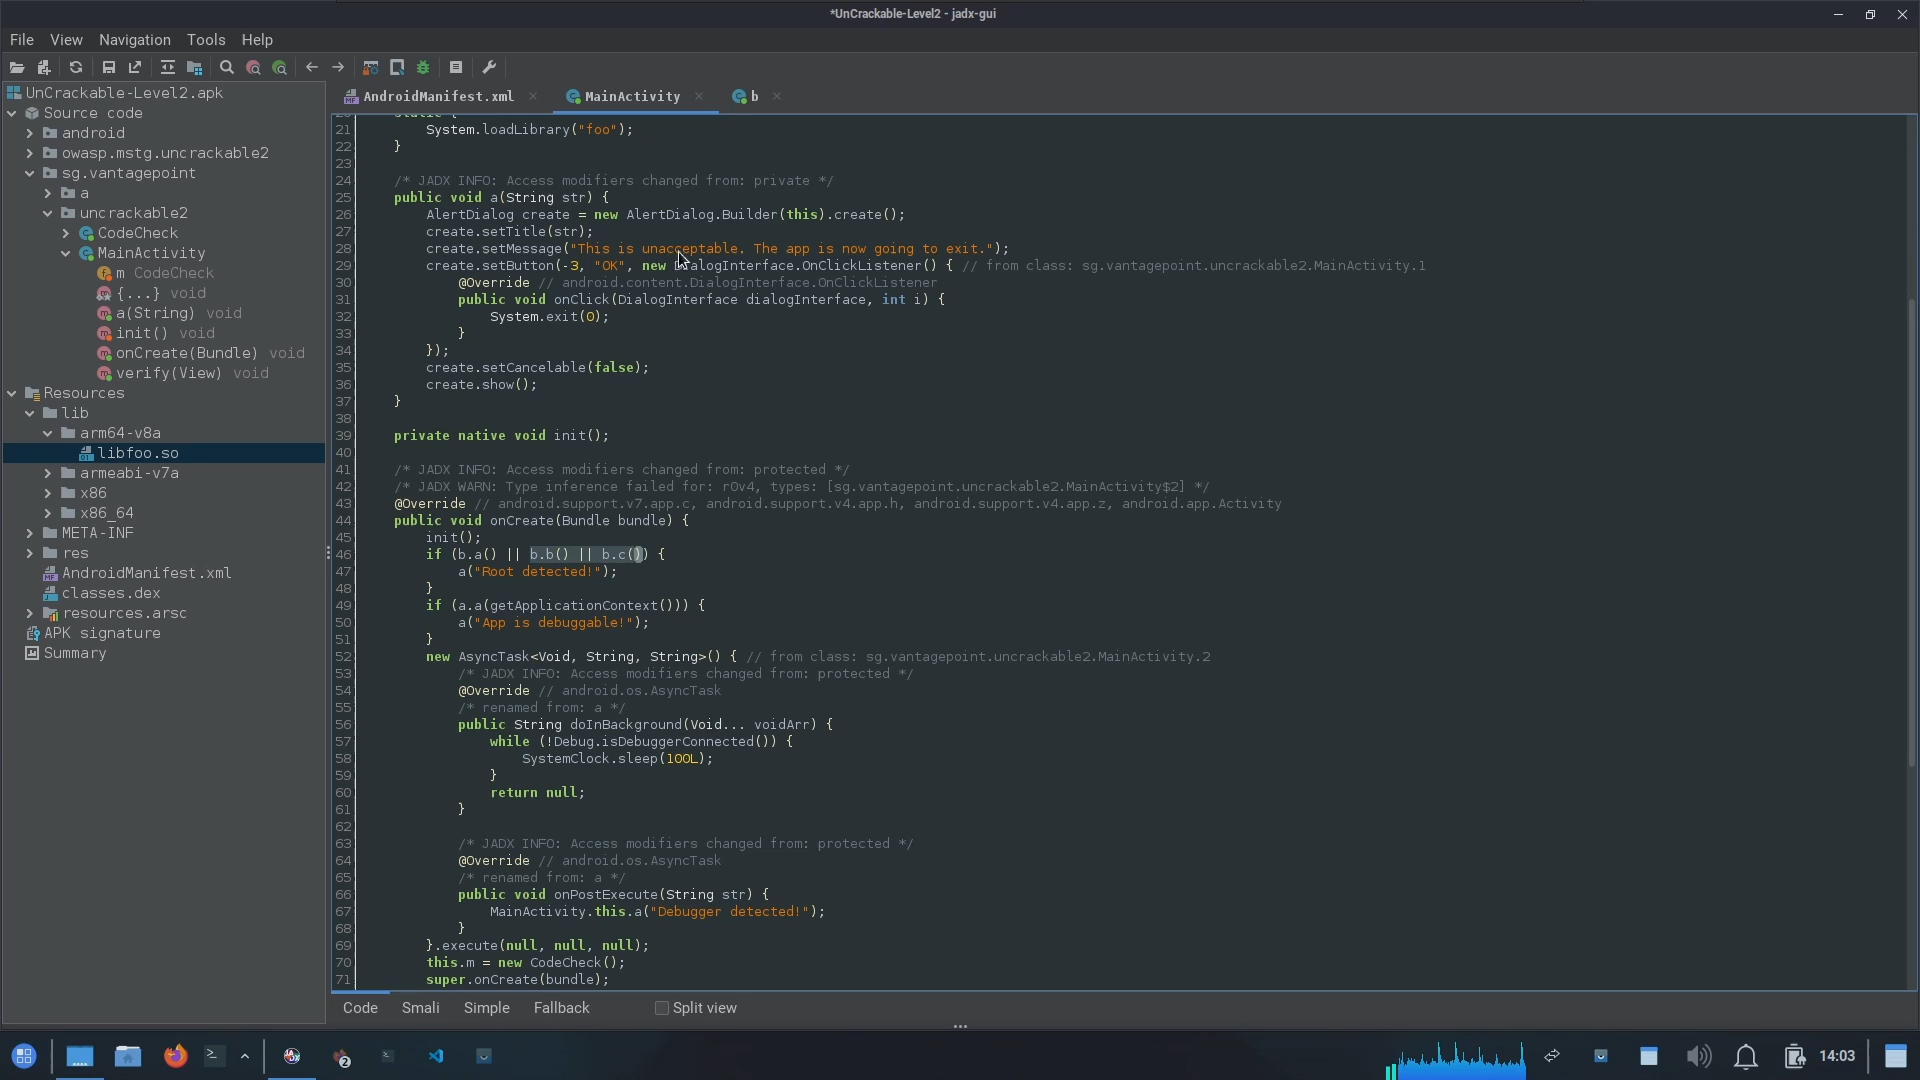 *UnCrackable-Level2 - jadx-gui
File View Navigation Tools Help
UnCrackable-Level2.apk
Source code
android
owasp.mstg.uncrackable2
sg.vantagepoint
a
uncrackable2
CodeCheck
MainActivity
m CodeCheck
{...} void
a(String) void
init() void
onCreate(Bundle) void
verify(View) void
Resources
lib
arm64-v8a
libfoo.so
armeabi-v7a
x86
x86_64
META-INF
res
AndroidManifest.xml
classes.dex
resources.arsc
APK signature
Summary
AndroidManifest.xml MainActivity b
20 static {
21 System.loadLibrary("foo");
22 }
23
24 /* JADX INFO: Access modifiers changed from: private */
25 public void a(String str) {
26 AlertDialog create = new AlertDialog.Builder(this).create();
27 create.setTitle(str);
28 create.setMessage("This is unacceptable. The app is now going to exit.");
29 create.setButton(-3, "OK", new DialogInterface.OnClickListener() { // from class: sg.vantagepoint.uncrackable2.MainActivity.1
30 @Override // android.content.DialogInterface.OnClickListener
31 public void onClick(DialogInterface dialogInterface, int i) {
32 System.exit(0);
33 }
34 });
35 create.setCancelable(false);
36 create.show();
37 }
38
39 private native void init();
40
41 /* JADX INFO: Access modifiers changed from: protected */
42 /* JADX WARN: Type inference failed for: r0v4, types: [sg.vantagepoint.uncrackable2.MainActivity$2] */
43 @Override // android.support.v7.app.c, android.support.v4.app.h, android.support.v4.app.z, android.app.Activity
44 public void onCreate(Bundle bundle) {
45 init();
46 if (b.a() || b.b() || b.c()) {
47 a("Root detected!");
48 }
49 if (a.a(getApplicationContext())) {
50 a("App is debuggable!");
51 }
52 new AsyncTask<Void, String, String>() { // from class: sg.vantagepoint.uncrackable2.MainActivity.2
53 /* JADX INFO: Access modifiers changed from: protected */
54 @Override // android.os.AsyncTask
55 /* renamed from: a */
56 public String doInBackground(Void... voidArr) {
57 while (!Debug.isDebuggerConnected()) {
58 SystemClock.sleep(100L);
59 }
60 return null;
61 }
62
63 /* JADX INFO: Access modifiers changed from: protected */
64 @Override // android.os.AsyncTask
65 /* renamed from: a */
66 public void onPostExecute(String str) {
67 MainActivity.this.a("Debugger detected!");
68 }
69 }.execute(null, null, null);
70 this.m = new CodeCheck();
71 super.onCreate(bundle);
Code Smali Simple Fallback Split view
2
14:03